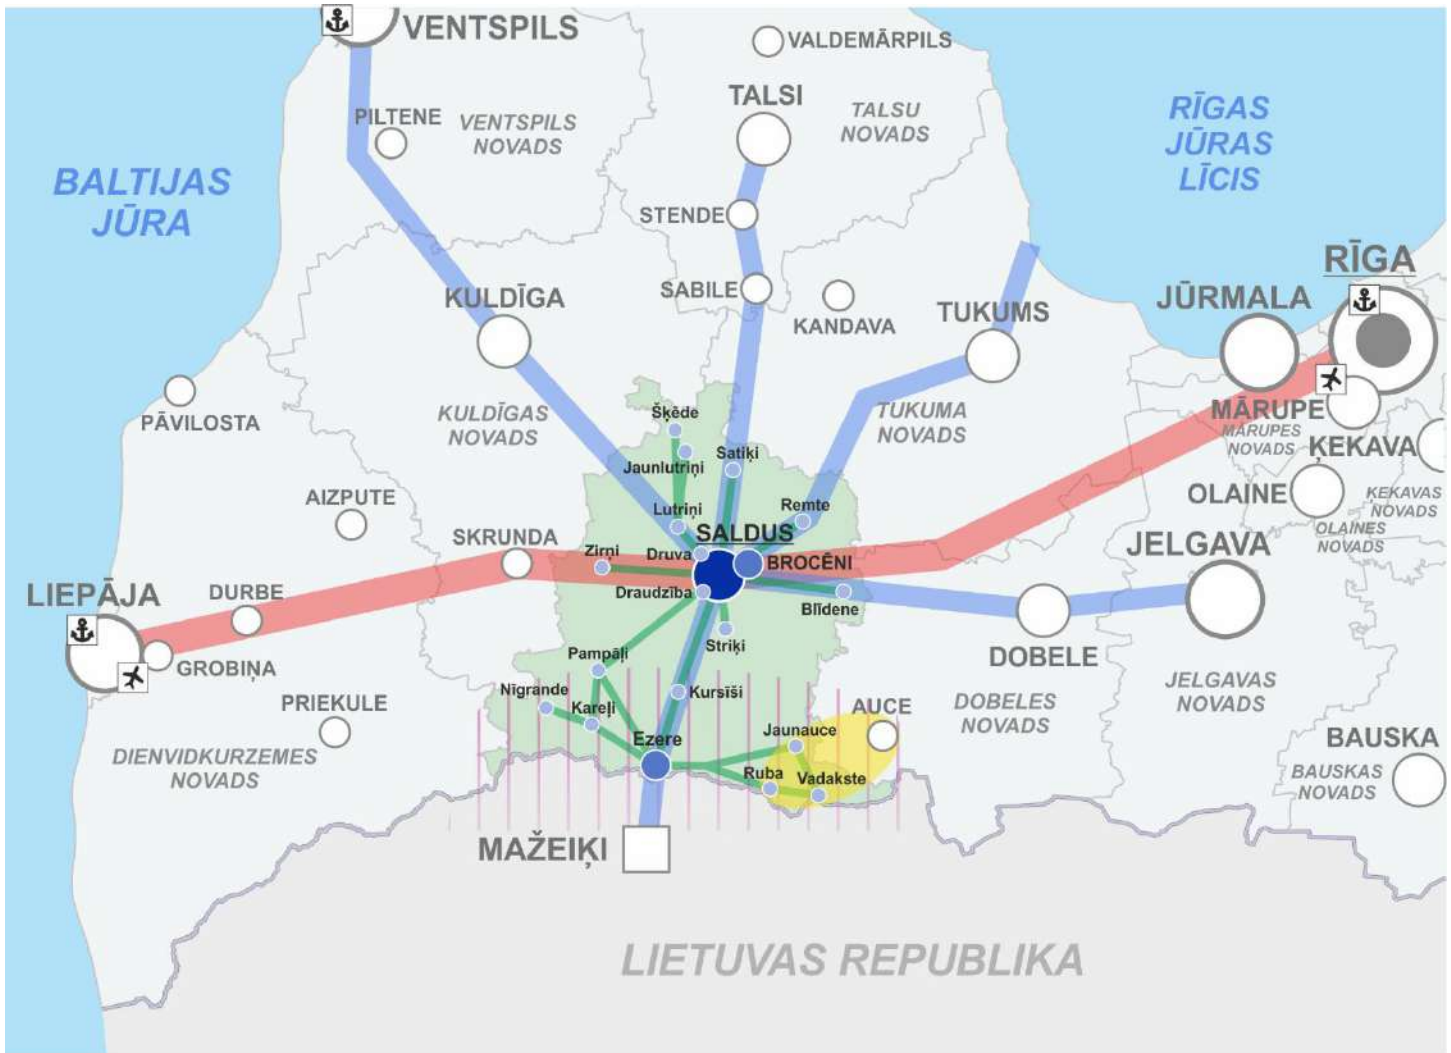 VENTSPILS
VALDEMĀRPILS
TALSI
TALSU
NOVADS
RĪGAS
JŪRAS
LĪCIS
PILTENE
VENTSPILS
NOVADS
BALTIJAS
JŪRA
STENDE
SABILE
KULDĪGA
KANDAVA
TUKUMS
JŪRMALA
RĪGA
PĀVILOSTA
KULDĪGAS
NOVADS
Šķēde
Jaunlutriņi
Satiķi
TUKUMA
NOVADS
MĀRUPE
MĀRUPES
NOVADS
ĶEKAVA
AIZPUTE
Lutriņi
Remte
OLAINE
ĶEKAVAS
NOVADS
OLAINES
NOVADS
SKRUNDA
Zirņi
Druva
SALDUS
BROCĒNI
JELGAVA
LIEPĀJA
DURBE
Draudzība
Blīdene
GROBIŅA
Striķi
DOBELE
Pampāļi
PRIEKULE
Nīgrande
Kareļi
Kursīši
AUCE
DOBELES
NOVADS
JELGAVAS
NOVADS
DIENVIDKURZEMES
NOVADS
Ezere
Jaunauce
Ruba
Vadakste
BAUSKA
BAUSKAS
NOVADS
MAŽEIĶI
LIETUVAS REPUBLIKA